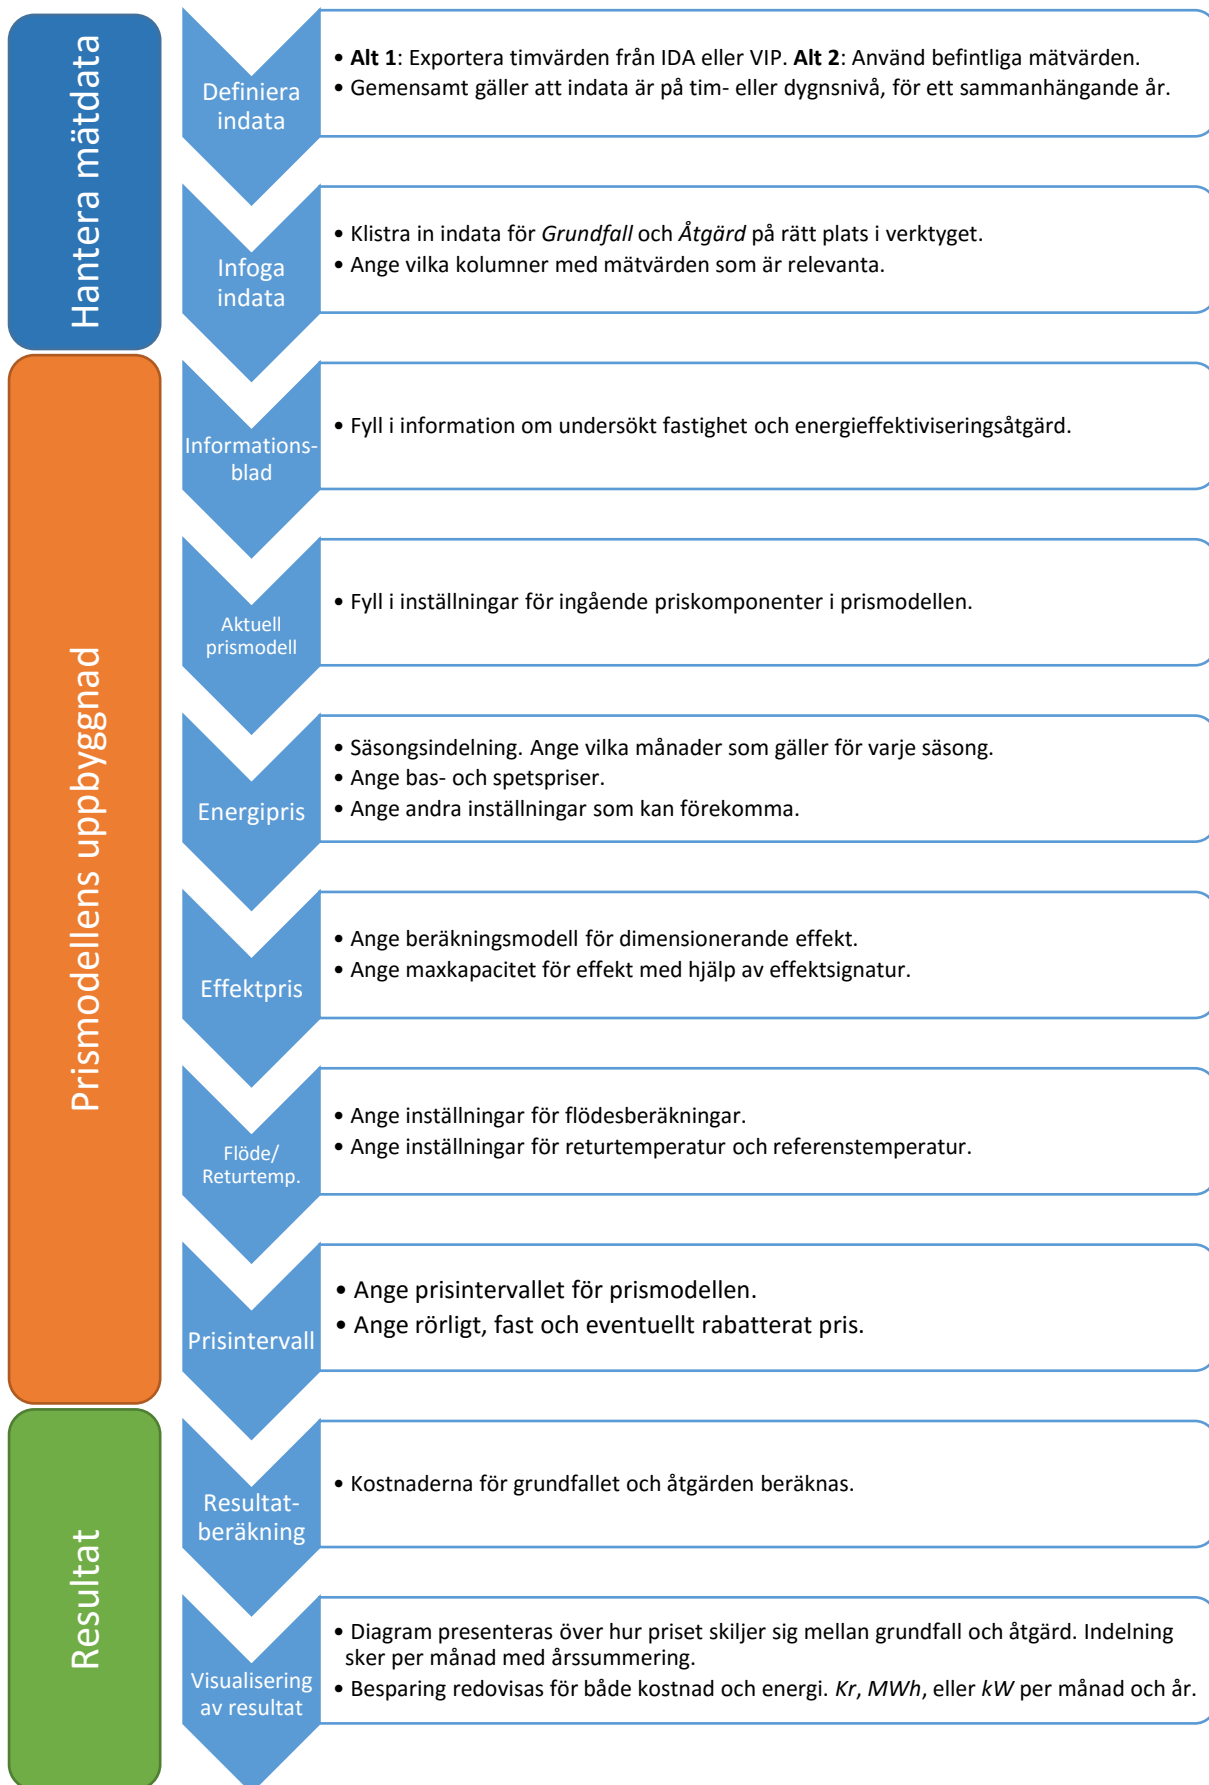 Hantera mätdata
Definiera
indata
• Alt 1: Exportera timvärden från IDA eller VIP. Alt 2: Använd befintliga mätvärden.
• Gemensamt gäller att indata är på tim- eller dygnsnivå, för ett sammanhängande år.
Infoga
indata
• Klistra in indata för Grundfall och Åtgärd på rätt plats i verktyget.
• Ange vilka kolumner med mätvärden som är relevanta.
Prismodellens uppbyggnad
Informations-
blad
• Fyll i information om undersökt fastighet och energieffektiviseringsåtgärd.
Aktuell
prismodell
• Fyll i inställningar för ingående priskomponenter i prismodellen.
Energipris
• Säsongsindelning. Ange vilka månader som gäller för varje säsong.
• Ange bas- och spetspriser.
• Ange andra inställningar som kan förekomma.
Effektpris
• Ange beräkningsmodell för dimensionerande effekt.
• Ange maxkapacitet för effekt med hjälp av effektsignatur.
Flöde/
Returtemp.
• Ange inställningar för flödesberäkningar.
• Ange inställningar för returtemperatur och referenstemperatur.
Prisintervall
• Ange prisintervallet för prismodellen.
• Ange rörligt, fast och eventuellt rabatterat pris.
Resultat
Resultat-
beräkning
• Kostnaderna för grundfallet och åtgärden beräknas.
Visualisering
av resultat
• Diagram presenteras över hur priset skiljer sig mellan grundfall och åtgärd. Indelning
sker per månad med årssummering.
• Besparing redovisas för både kostnad och energi. Kr, MWh, eller kW per månad och år.